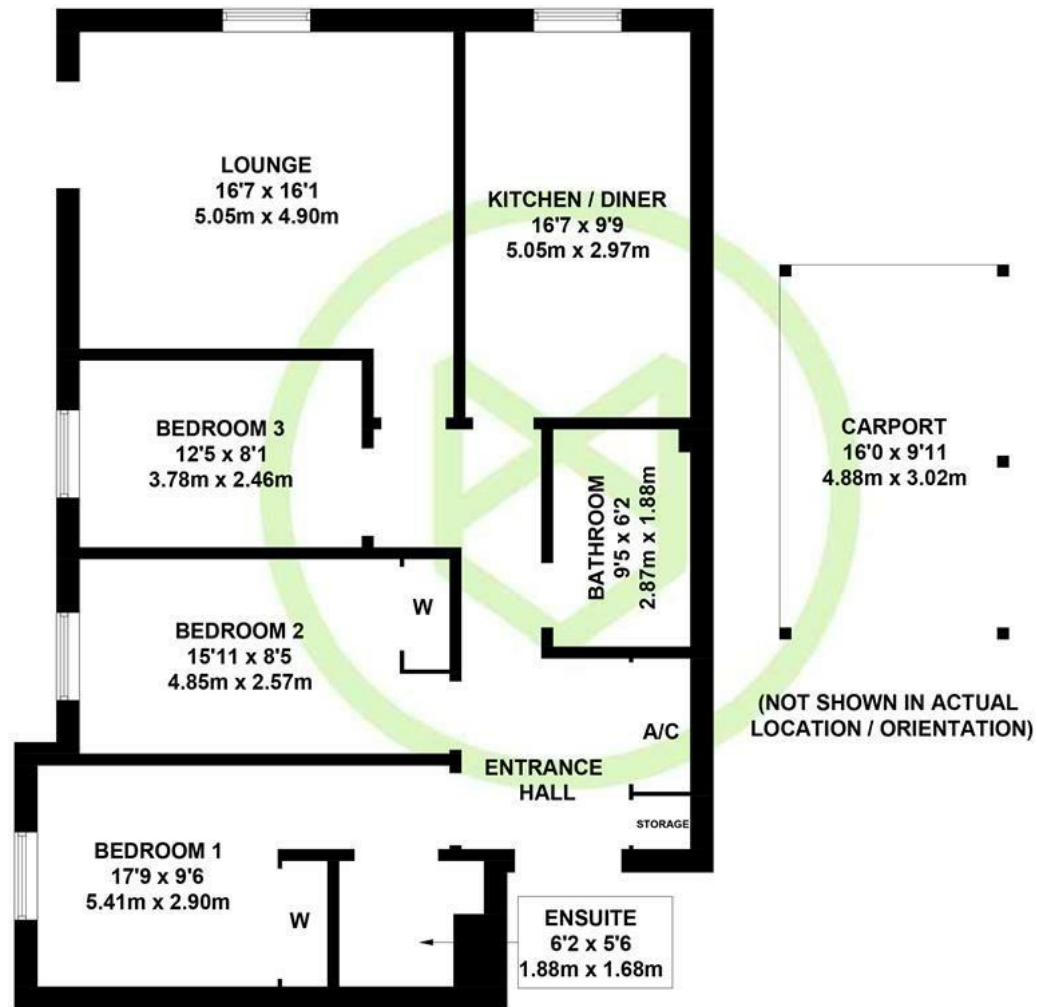 LOUNGE
16'7 x 16'1
5.05m x 4.90m
KITCHEN / DINER
16'7 x 9'9
5.05m x 2.97m
BEDROOM 3
12'5 x 8'1
3.78m x 2.46m
BATHROOM
9'5 x 6'2
2.87m x 1.88m
CARPORT
16'0 x 9'11
4.88m x 3.02m
W
BEDROOM 2
15'11 x 8'5
4.85m x 2.57m
(NOT SHOWN IN ACTUAL
LOCATION / ORIENTATION)
A/C
ENTRANCE
HALL
STORAGE
BEDROOM 1
17'9 x 9'6
5.41m x 2.90m
W
ENSUITE
6'2 x 5'6
1.88m x 1.68m